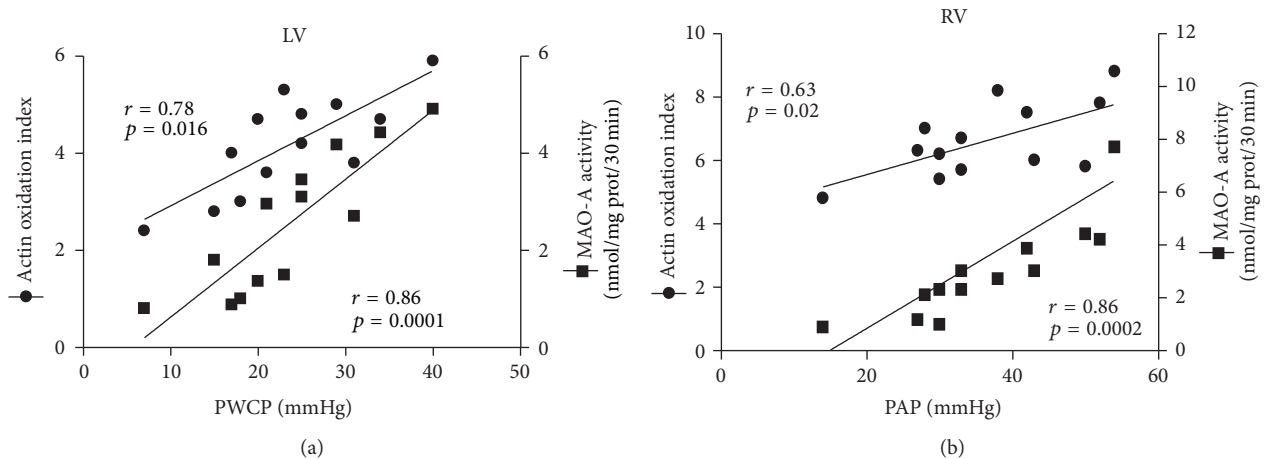 LV
Actin oxidation index
6
4
2
0
r = 0.78
p = 0.016
r = 0.86
p = 0.0001
6
4
2
0
MAO-A activity
(nmol/mg prot/30 min)
0
10
20
30
40
50
PWCP (mmHg)
(a)
RV
Actin oxidation index
10
8
6
4
2
0
r = 0.63
p = 0.02
r = 0.86
p = 0.0002
12
10
8
6
4
2
0
MAO-A activity
(nmol/mg prot/30 min)
0
20
40
60
PAP (mmHg)
(b)